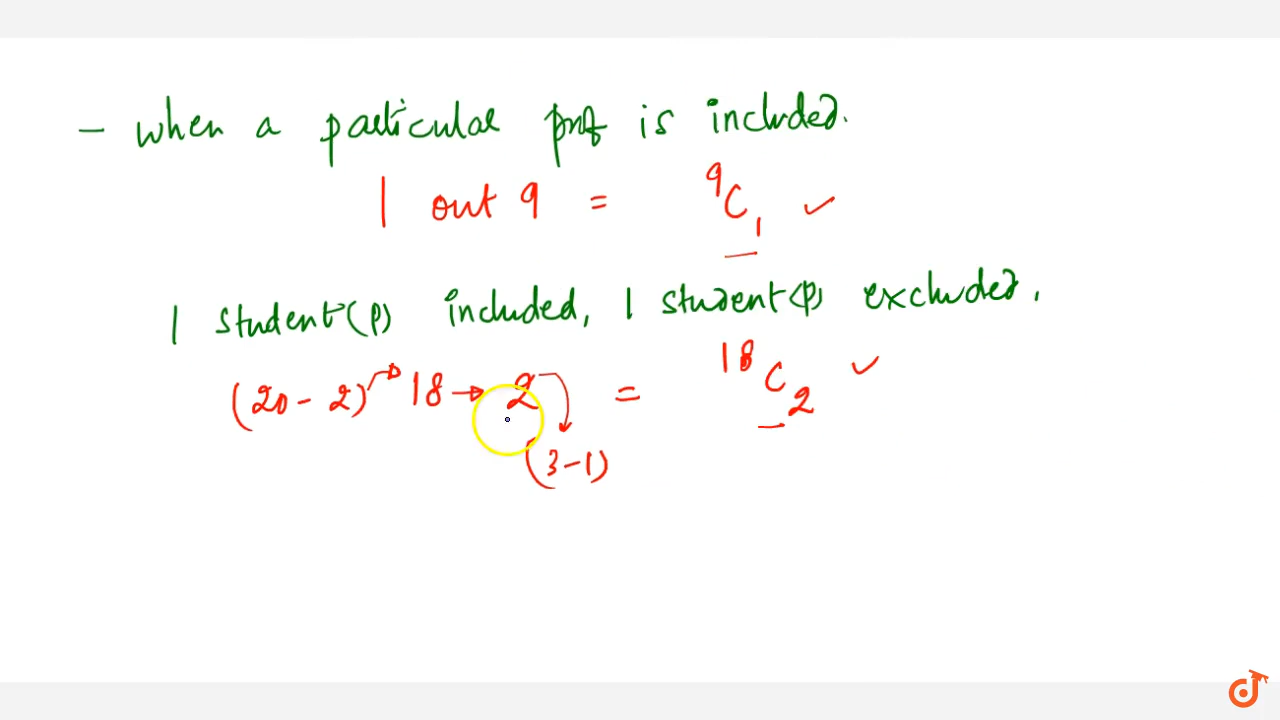 - when a particular prof is included.
1 out 9 = ⁹C₁ ✓
1 student(p) included, 1 student(p) excluded.
(20-2) → 18 → 2 = ¹⁸C₂ ✓
(3-1)